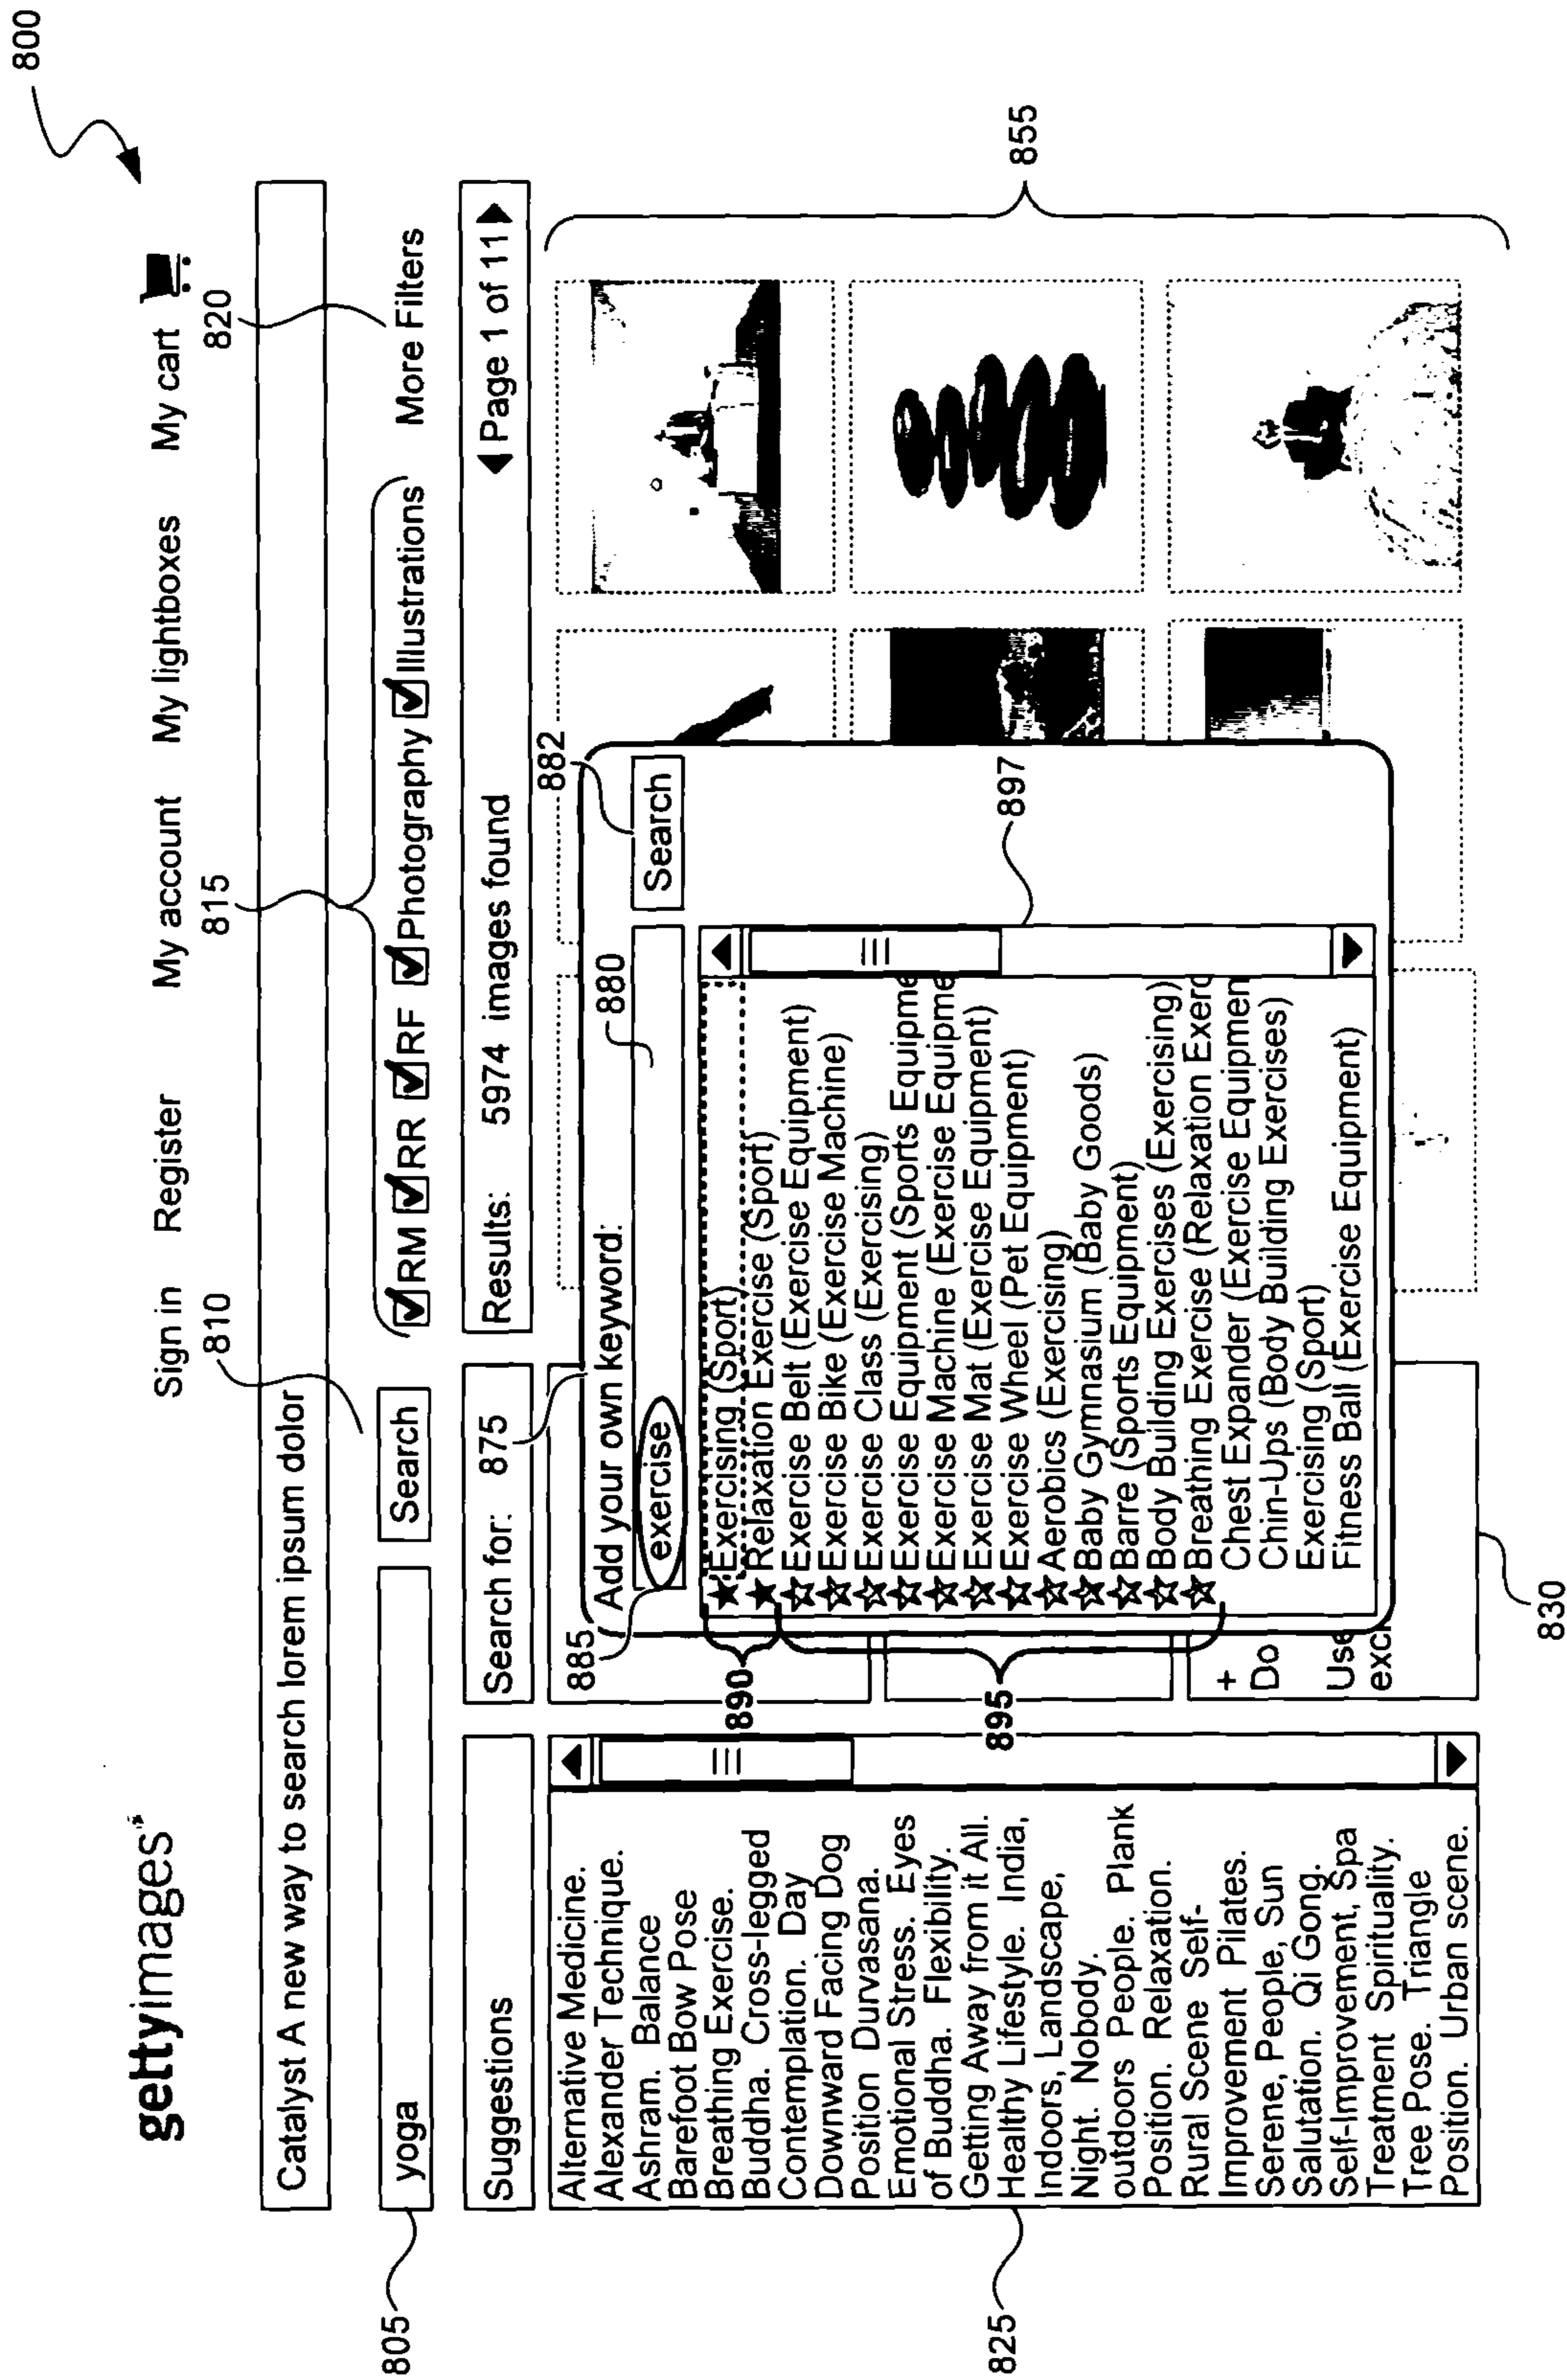 800
gettyimages
Sign in Register My account My lightboxes My cart
Catalyst A new way to search lorem ipsum dolor
810
815
820
805
yoga
Search
RM RR RF Photography Illustrations More Filters
Suggestions
Search for: 875
Results: 5974 images found
Page 1 of 11
Alternative Medicine.
Alexander Technique.
Ashram. Balance
Barefoot Bow Pose
Breathing Exercise.
Buddha. Cross-legged
Contemplation. Day
Downward Facing Dog
Position Durvasana.
Emotional Stress. Eyes
of Buddha. Flexibility.
Getting Away from it All.
Healthy Lifestyle. India,
Indoors, Landscape,
Night. Nobody.
outdoors People. Plank
Position. Relaxation.
Rural Scene Self-
Improvement Pilates.
Serene, People, Sun
Salutation. Qi Gong.
Self-Improvement, Spa
Treatment Spirituality.
Tree Pose. Triangle
Position. Urban scene.
825
885
890
895
+
Do
Use
exc
830
Add your own keyword:
880
882
exercise
Search
Exercising (Sport)
Relaxation Exercise (Sport)
Exercise Belt (Exercise Equipment)
Exercise Bike (Exercise Machine)
Exercise Class (Exercising)
Exercise Equipment (Sports Equipme
Exercise Machine (Exercise Equipme
Exercise Mat (Exercise Equipment)
Exercise Wheel (Pet Equipment)
Aerobics (Exercising)
Baby Gymnasium (Baby Goods)
Barre (Sports Equipment)
Body Building Exercises (Exercising)
Breathing Exercise (Relaxation Exerc
Chest Expander (Exercise Equipmen
Chin-Ups (Body Building Exercises)
Exercising (Sport)
Fitness Ball (Exercise Equipment)
897
855